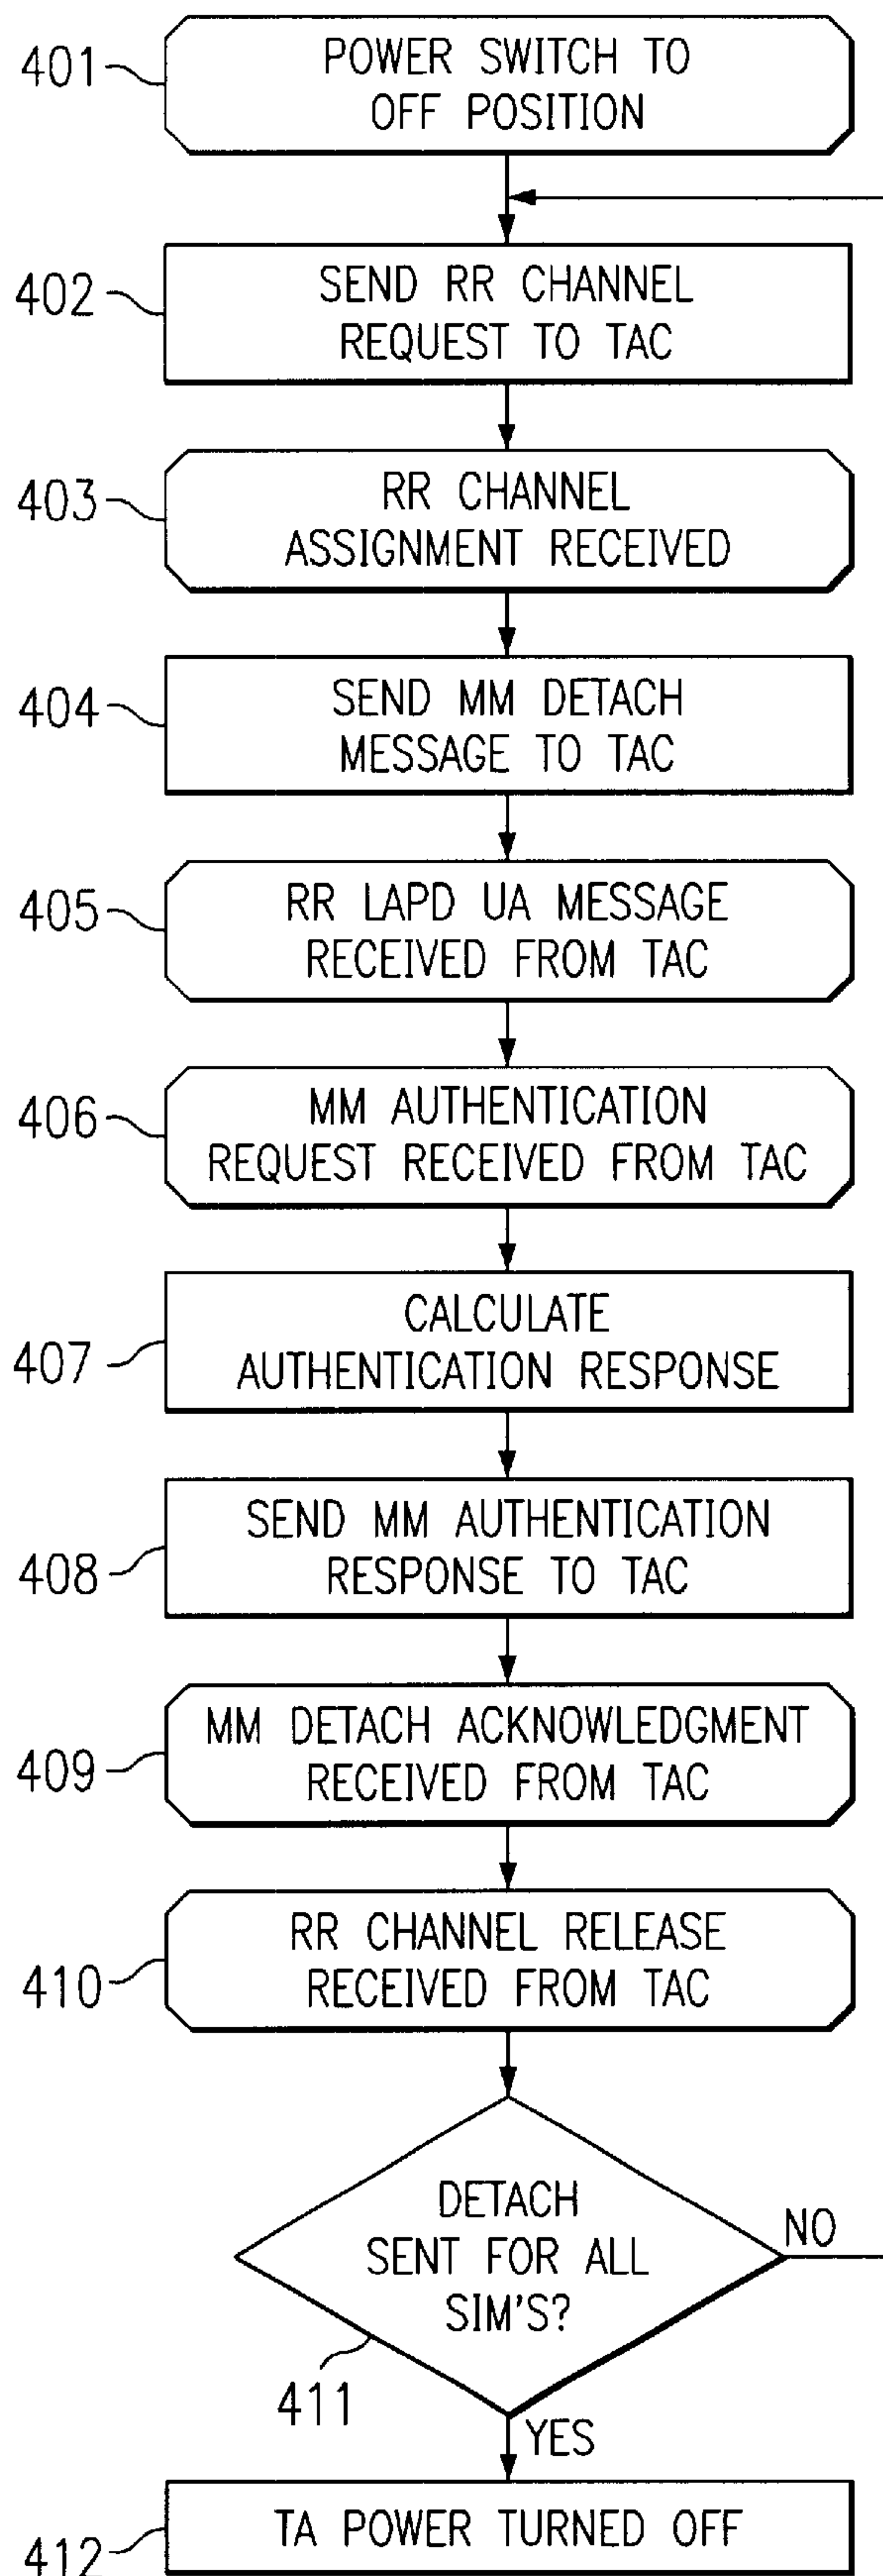 401
POWER SWITCH TO
OFF POSITION
402
SEND RR CHANNEL
REQUEST TO TAC
403
RR CHANNEL
ASSIGNMENT RECEIVED
404
SEND MM DETACH
MESSAGE TO TAC
405
RR LAPD UA MESSAGE
RECEIVED FROM TAC
406
MM AUTHENTICATION
REQUEST RECEIVED FROM TAC
407
CALCULATE
AUTHENTICATION RESPONSE
408
SEND MM AUTHENTICATION
RESPONSE TO TAC
409
MM DETACH ACKNOWLEDGMENT
RECEIVED FROM TAC
410
RR CHANNEL RELEASE
RECEIVED FROM TAC
DETACH
SENT FOR ALL
SIM'S?
NO
411
YES
412
TA POWER TURNED OFF